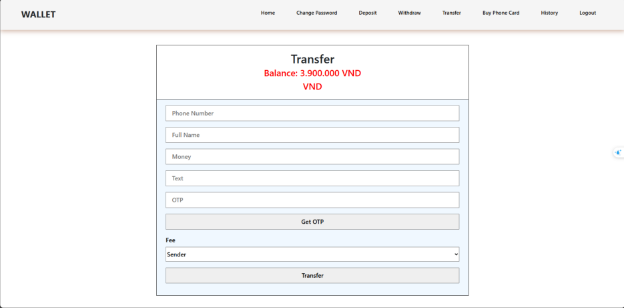 WALLET
Home Change Password Deposit Withdraw Transfer Buy Phone Card History Logout
Transfer
Balance: 3.900.000 VND
VND
Phone Number
Full Name
Money
Text
OTP
Get OTP
Fee
Sender
Transfer